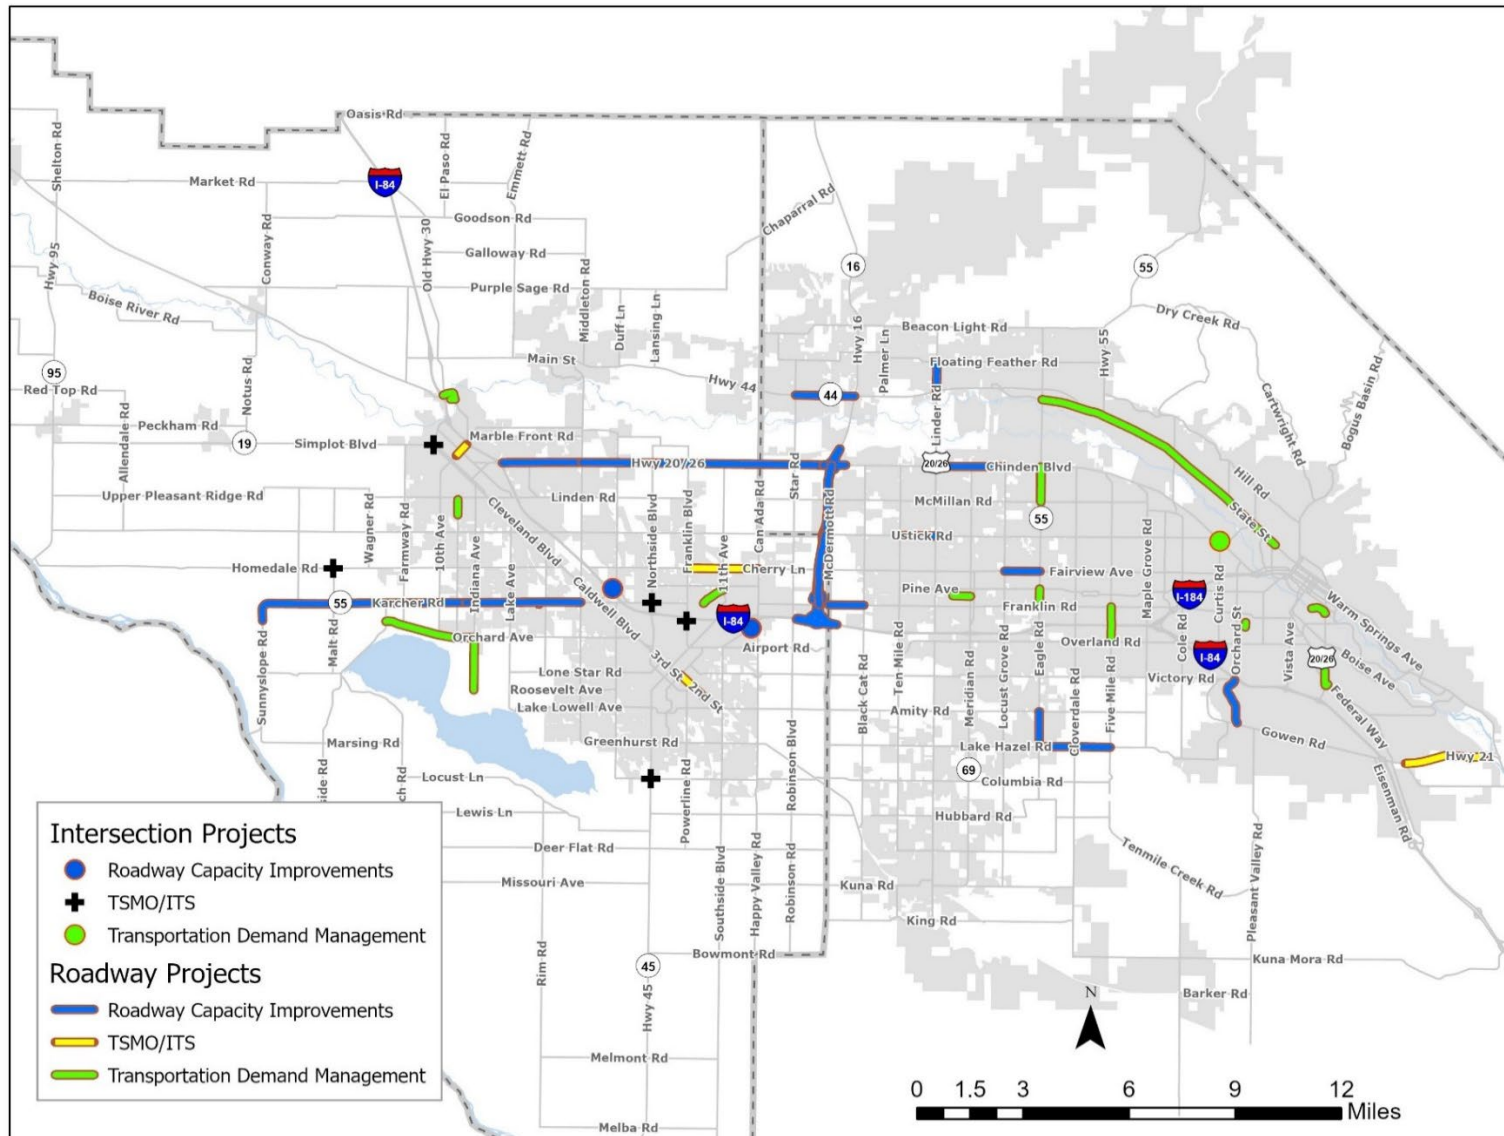 Oasis Rd
Shelton Rd
Market Rd
I-84
El Paso Rd
Emmett Rd
Conway Rd
Goodson Rd
Old Hwy 30
Galloway Rd
Chaparral Rd
Hwy 95
Purple Sage Rd
Middleton Rd
Duff Ln
Lansing Ln
16
55
Boise River Rd
Dry Creek Rd
Beacon Light Rd
Hwy 16
Palmer Ln
Hwy 55
Main St
Floating Feather Rd
95
Red Top Rd
Notus Rd
Hwy 44
44
Linder Rd
Cartwright Rd
Bogus Basin Rd
Allendale Rd
Peckham Rd
19
Simplot Blvd
Marble Front Rd
Hwy 20/26
Star Rd
20/26
Chinden Blvd
Hill Rd
State St
Upper Pleasant Ridge Rd
Linden Rd
McMillan Rd
Wagner Rd
Farmway Rd
10th Ave
Cleveland Blvd
Northside Blvd
Franklin Blvd
11th Ave
Can Ada Rd
McDermott Rd
55
Ustick Rd
Maple Grove Rd
Homedale Rd
Indiana Ave
Lake Ave
Cherry Ln
Fairview Ave
Curtis Rd
Pine Ave
I-184
55
Karcher Rd
Caldwell Blvd
I-84
Franklin Rd
Orchard St
Warm Springs Ave
Malt Rd
Orchard Ave
Airport Rd
Overland Rd
Cole Rd
I-84
Vista Ave
20/26
Boise Ave
Sunnyslope Rd
Lone Star Rd
3rd St
2nd St
Black Cat Rd
Ten Mile Rd
Meridian Rd
Locust Grove Rd
Eagle Rd
Cloverdale Rd
Five Mile Rd
Victory Rd
Roosevelt Ave
Lake Lowell Ave
Amity Rd
Federal Way
Marsing Rd
Greenhurst Rd
Robinson Blvd
Lake Hazel Rd
Gowen Rd
Hwy 21
side Rd
ch Rd
Locust Ln
Powerline Rd
69
Columbia Rd
Eisenman Rd
Lewis Ln
Hubbard Rd
Deer Flat Rd
Tenmile Creek Rd
Pleasant Valley Rd
Missouri Ave
Southside Blvd
Happy Valley Rd
Robinson Rd
Kuna Rd
King Rd
Rim Rd
45
Bowmont Rd
Kuna Mora Rd
Hwy 45
Barker Rd
Melmont Rd
Melba Rd
Intersection Projects
Roadway Capacity Improvements
TSMO/ITS
Transportation Demand Management
Roadway Projects
Roadway Capacity Improvements
TSMO/ITS
Transportation Demand Management
N
0 1.5 3 6 9 12
Miles